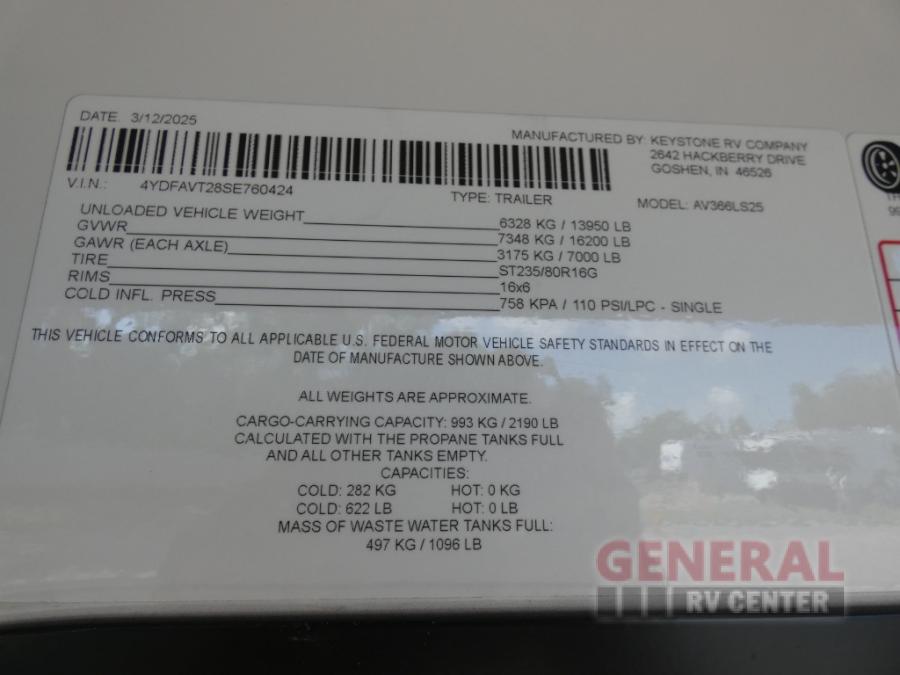 DATE. 3/12/2025
MANUFACTURED BY: KEYSTONE RV COMPANY
2642 HACKBERRY DRIVE
GOSHEN, IN 46526
V.I.N.: 4YDFAVT28SE760424
TYPE: TRAILER
MODEL: AV366LS25
UNLOADED VEHICLE WEIGHT 6328 KG / 13950 LB
GVWR 7348 KG / 16200 LB
GAWR (EACH AXLE) 3175 KG / 7000 LB
TIRE ST235/80R16G
RIMS 16x6
COLD INFL. PRESS 758 KPA / 110 PSI/LPC - SINGLE
THIS VEHICLE CONFORMS TO ALL APPLICABLE U.S. FEDERAL MOTOR VEHICLE SAFETY STANDARDS IN EFFECT ON THE
DATE OF MANUFACTURE SHOWN ABOVE.
ALL WEIGHTS ARE APPROXIMATE.
CARGO-CARRYING CAPACITY: 993 KG / 2190 LB
CALCULATED WITH THE PROPANE TANKS FULL
AND ALL OTHER TANKS EMPTY.
CAPACITIES:
COLD: 282 KG HOT: 0 KG
COLD: 622 LB HOT: 0 LB
MASS OF WASTE WATER TANKS FULL:
497 KG / 1096 LB
GENERAL
RV CENTER